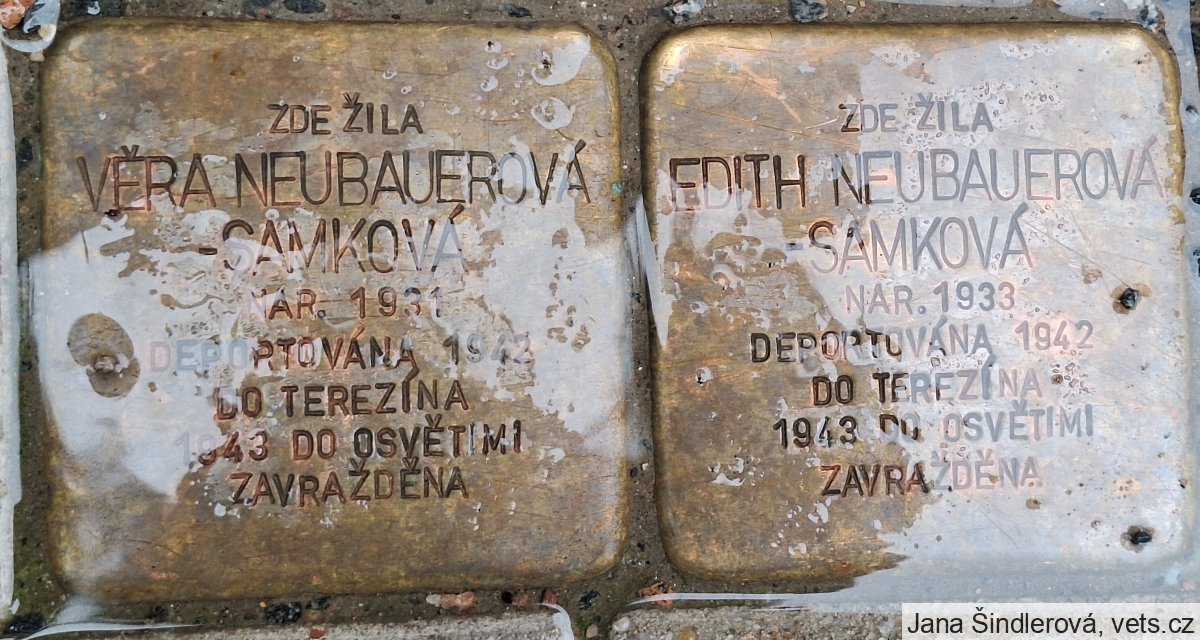 ZDE ŽILA
VĚRA NEUBAUEROVÁ
-SAMKOVÁ
NAR. 1931
DEPORTOVÁNA 1942
DO TEREZÍNA
1943 DO OSVĚTIMI
ZAVRAŽDĚNA
ZDE ŽILA
EDITH NEUBAUEROVÁ
-SAMKOVÁ
NAR. 1933
DEPORTOVÁNA 1942
DO TEREZÍNA
1943 DO OSVĚTIMI
ZAVRAŽDĚNA
Jana Šindlerová, vets.cz